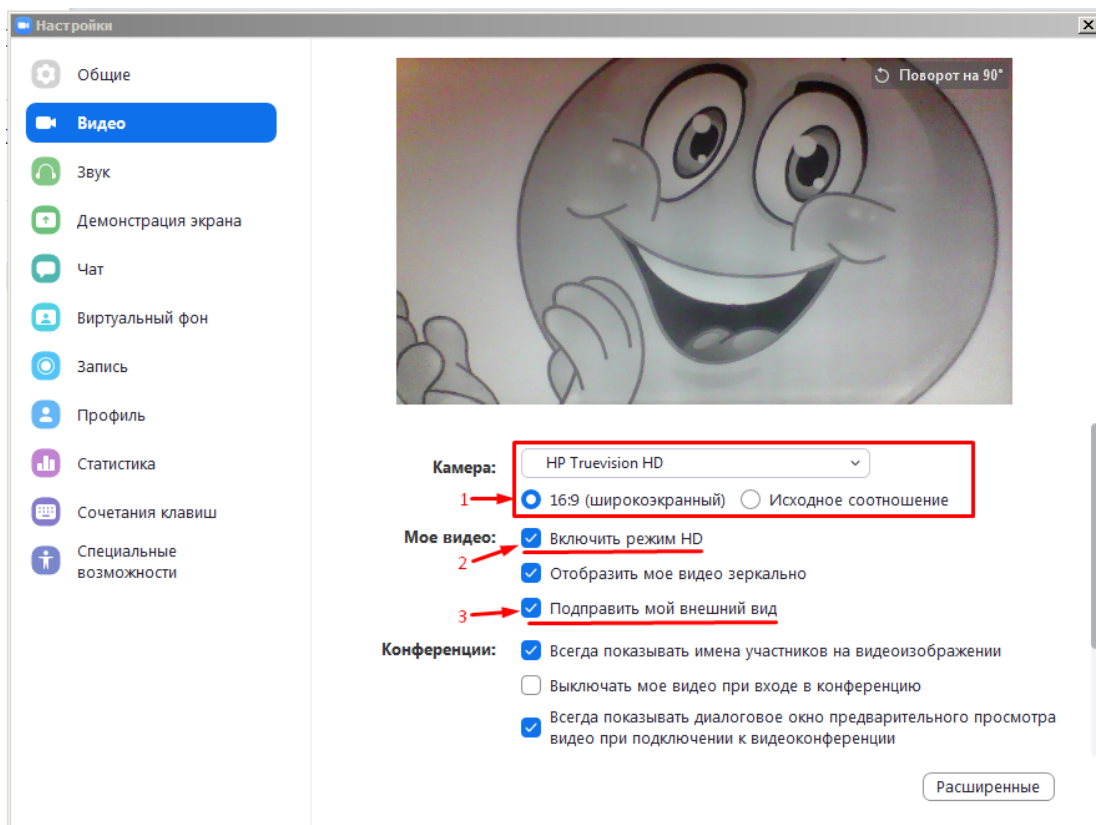 Настройки
Общие
Видео
Звук
Демонстрация экрана
Чат
Виртуальный фон
Запись
Профиль
Статистика
Сочетания клавиш
Специальные
возможности
Поворот на 90°
Камера: HP Truevision HD
1 16:9 (широкоэкранный) Исходное соотношение
Мое видео: Включить режим HD
2
Отобразить мое видео зеркально
3 Подправить мой внешний вид
Конференции: Всегда показывать имена участников на видеоизображении
Выключать мое видео при входе в конференцию
Всегда показывать диалоговое окно предварительного просмотра
видео при подключении к видеоконференции
Расширенные